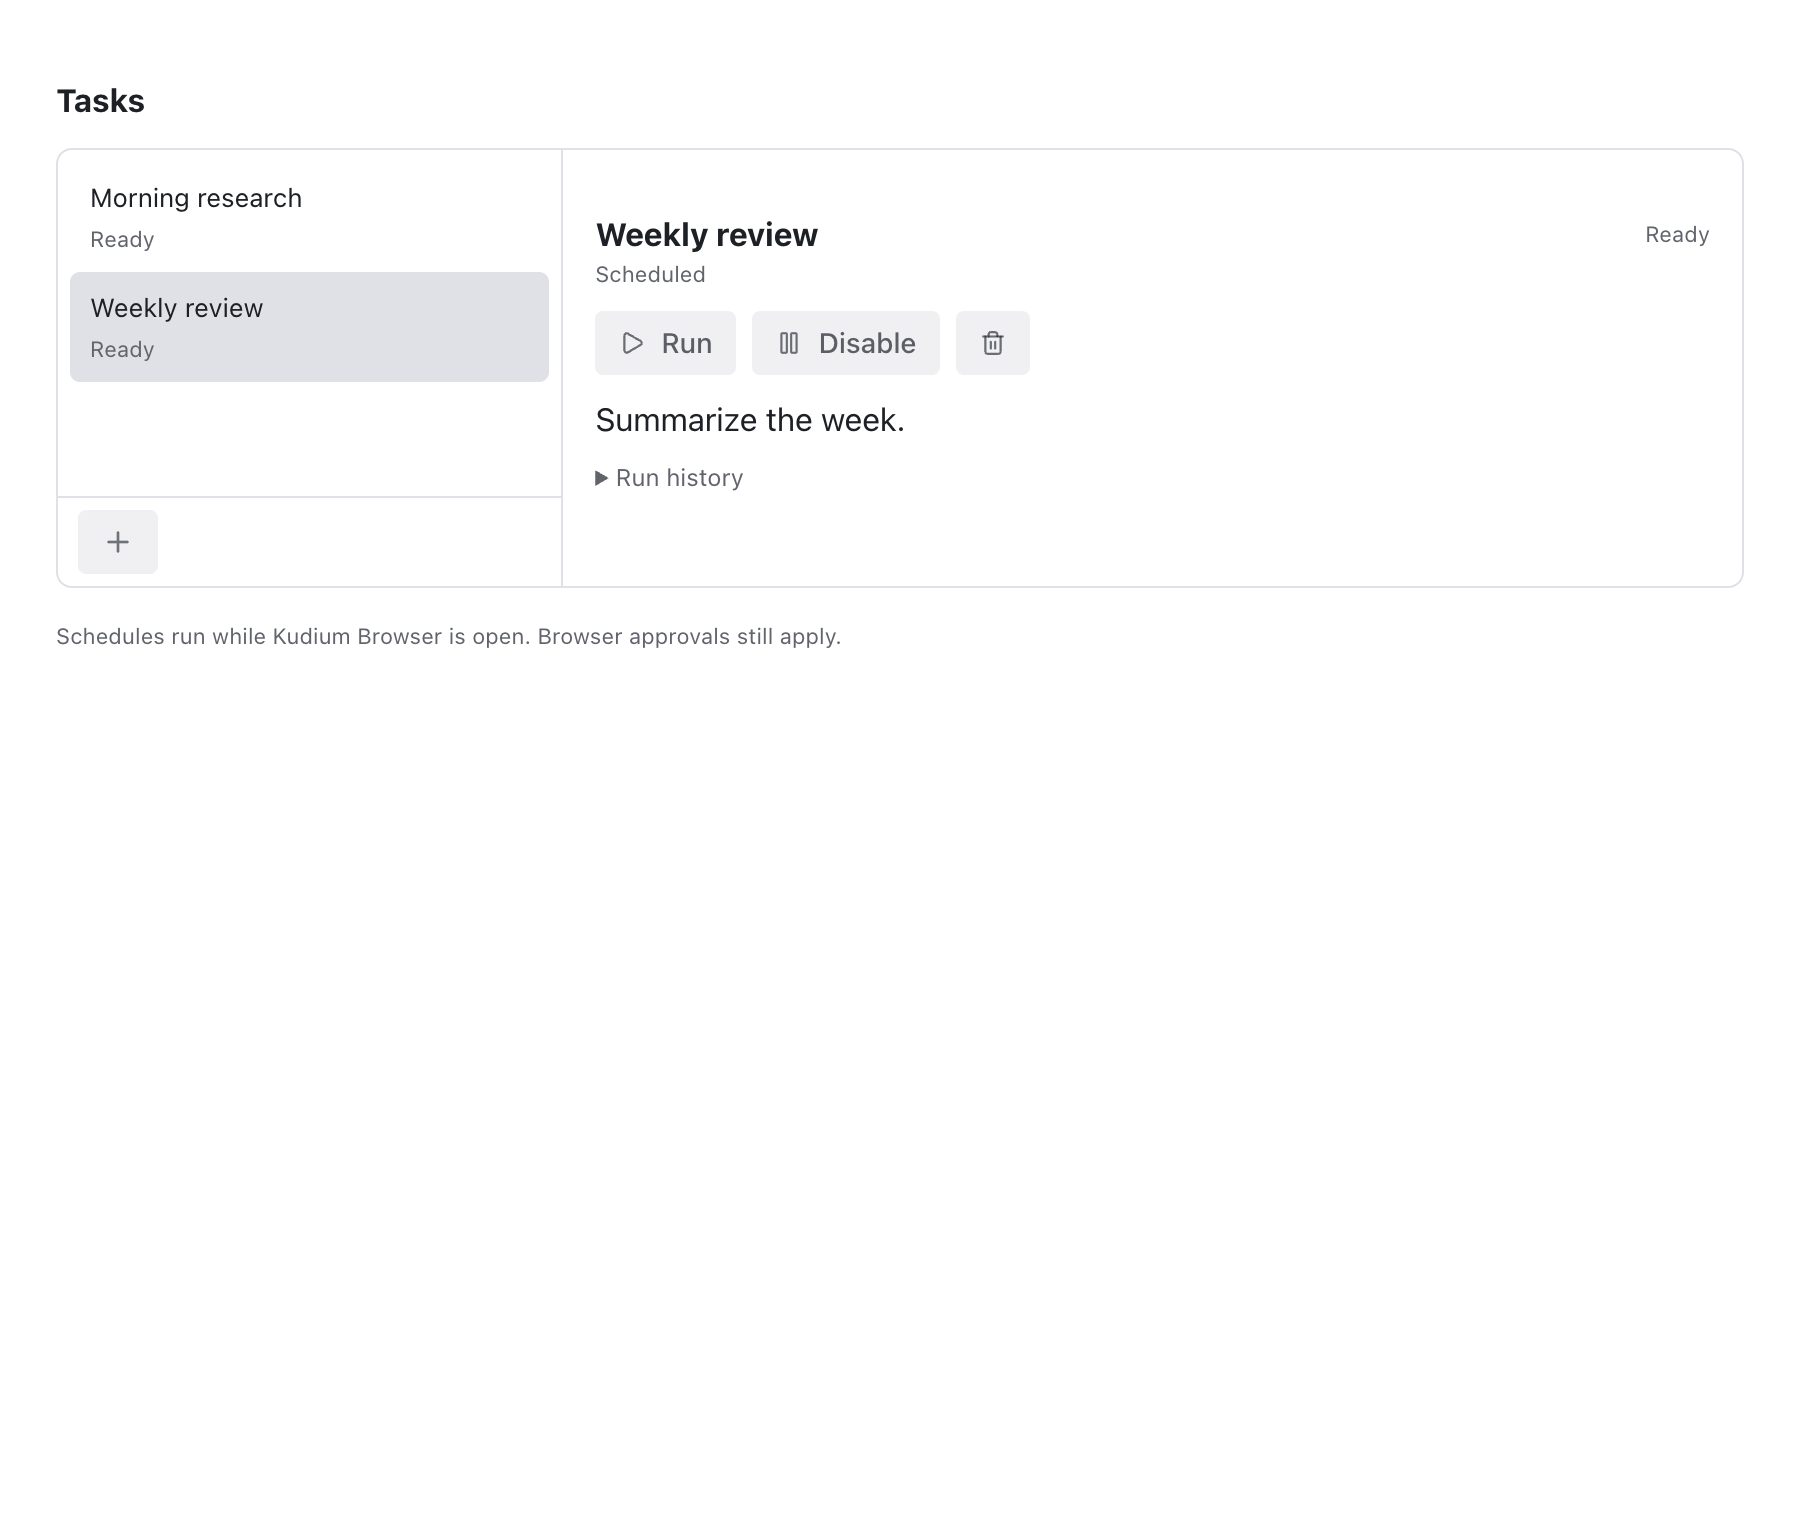 Tasks
Morning research
Ready
Weekly review
Ready
Weekly review
Ready
Scheduled
Run
Disable
Summarize the week.
Run history
Schedules run while Kudium Browser is open. Browser approvals still apply.